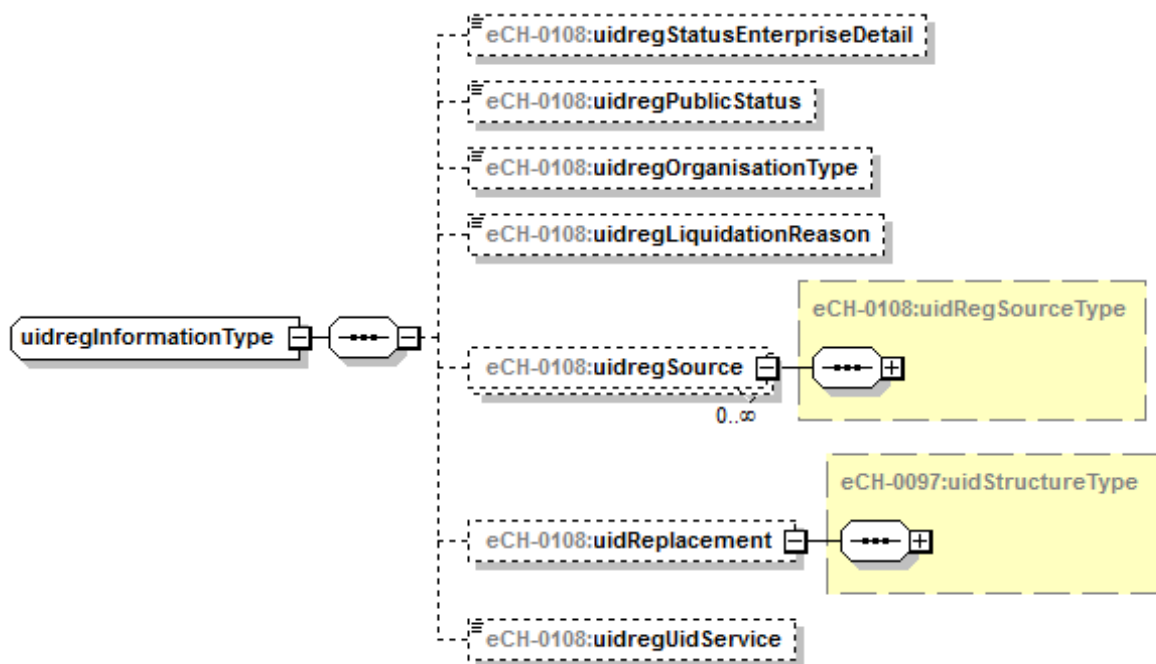 eCH-0108:uidregStatusEnterpriseDetail
eCH-0108:uidregPublicStatus
eCH-0108:uidregOrganisationType
eCH-0108:uidregLiquidationReason
eCH-0108:uidRegSourceType
uidregInformationType
eCH-0108:uidregSource
0..∞
eCH-0097:uidStructureType
eCH-0108:uidReplacement
eCH-0108:uidregUidService